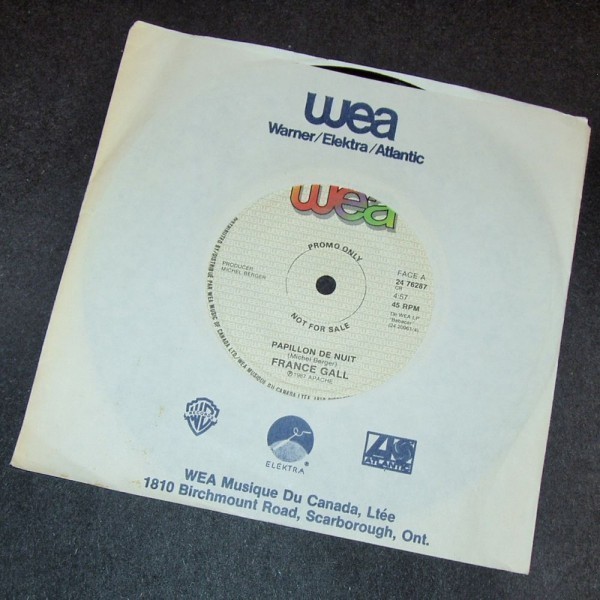 wea
Warner/Elektra/Atlantic
wea
PROMO ONLY
PRODUCER
MICHEL BERGER
FACE A
24 76287
CR
4:57
45 RPM
NOT FOR SALE
PAPILLON DE NUIT
(Michel Berger)
FRANCE GALL
℗ 1987 APACHE
ELEKTRA
ATLANTIC
WEA Musique Du Canada, Ltée
1810 Birchmount Road, Scarborough, Ont.